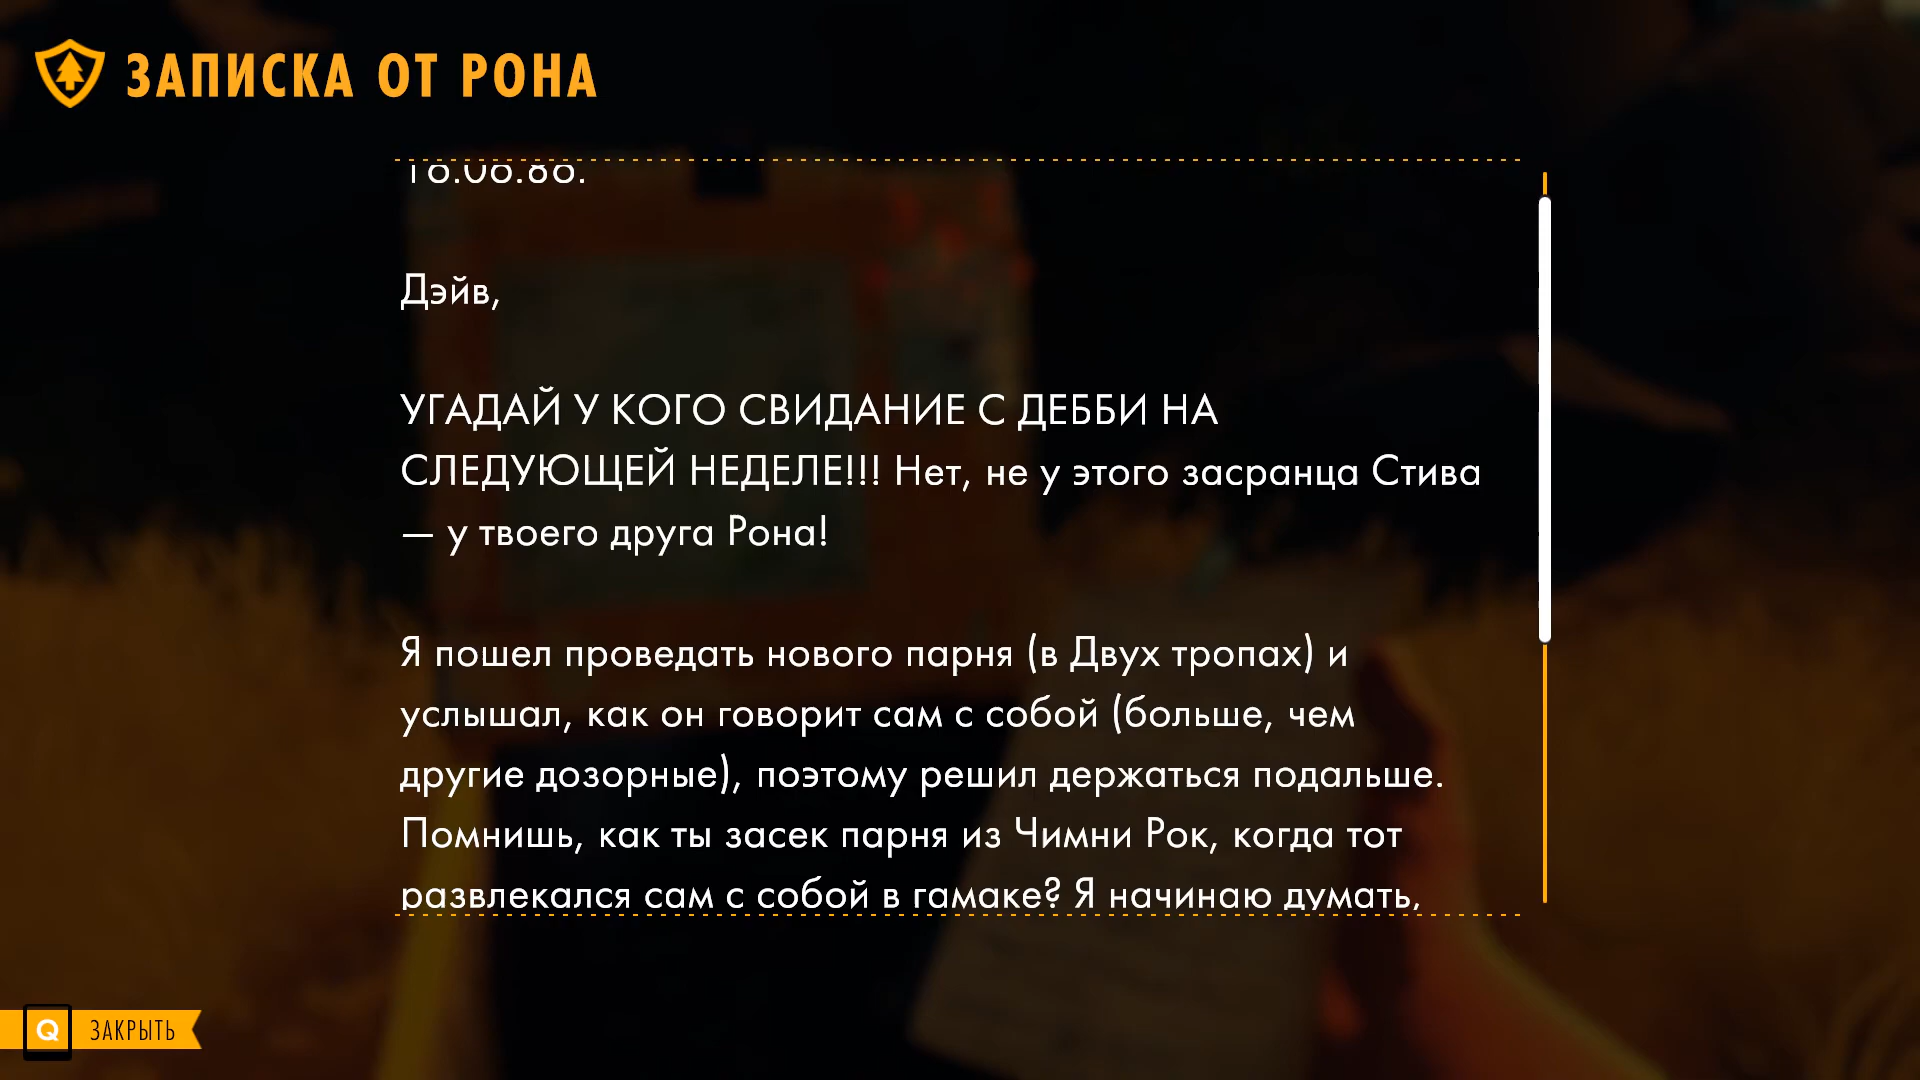 ЗАПИСКА ОТ РОНА
Дэйв,
УГАДАЙ У КОГО СВИДАНИЕ С ДЕББИ НА
СЛЕДУЮЩЕЙ НЕДЕЛЕ!!! Нет, не у этого засранца Стива
— у твоего друга Рона!
Я пошел проведать нового парня (в Двух тропах) и
услышал, как он говорит сам с собой (больше, чем
другие дозорные), поэтому решил держаться подальше.
Помнишь, как ты засек парня из Чимни Рок, когда тот
развлекался сам с собой в гамаке? Я начинаю думать,
Q ЗАКРЫТЬ